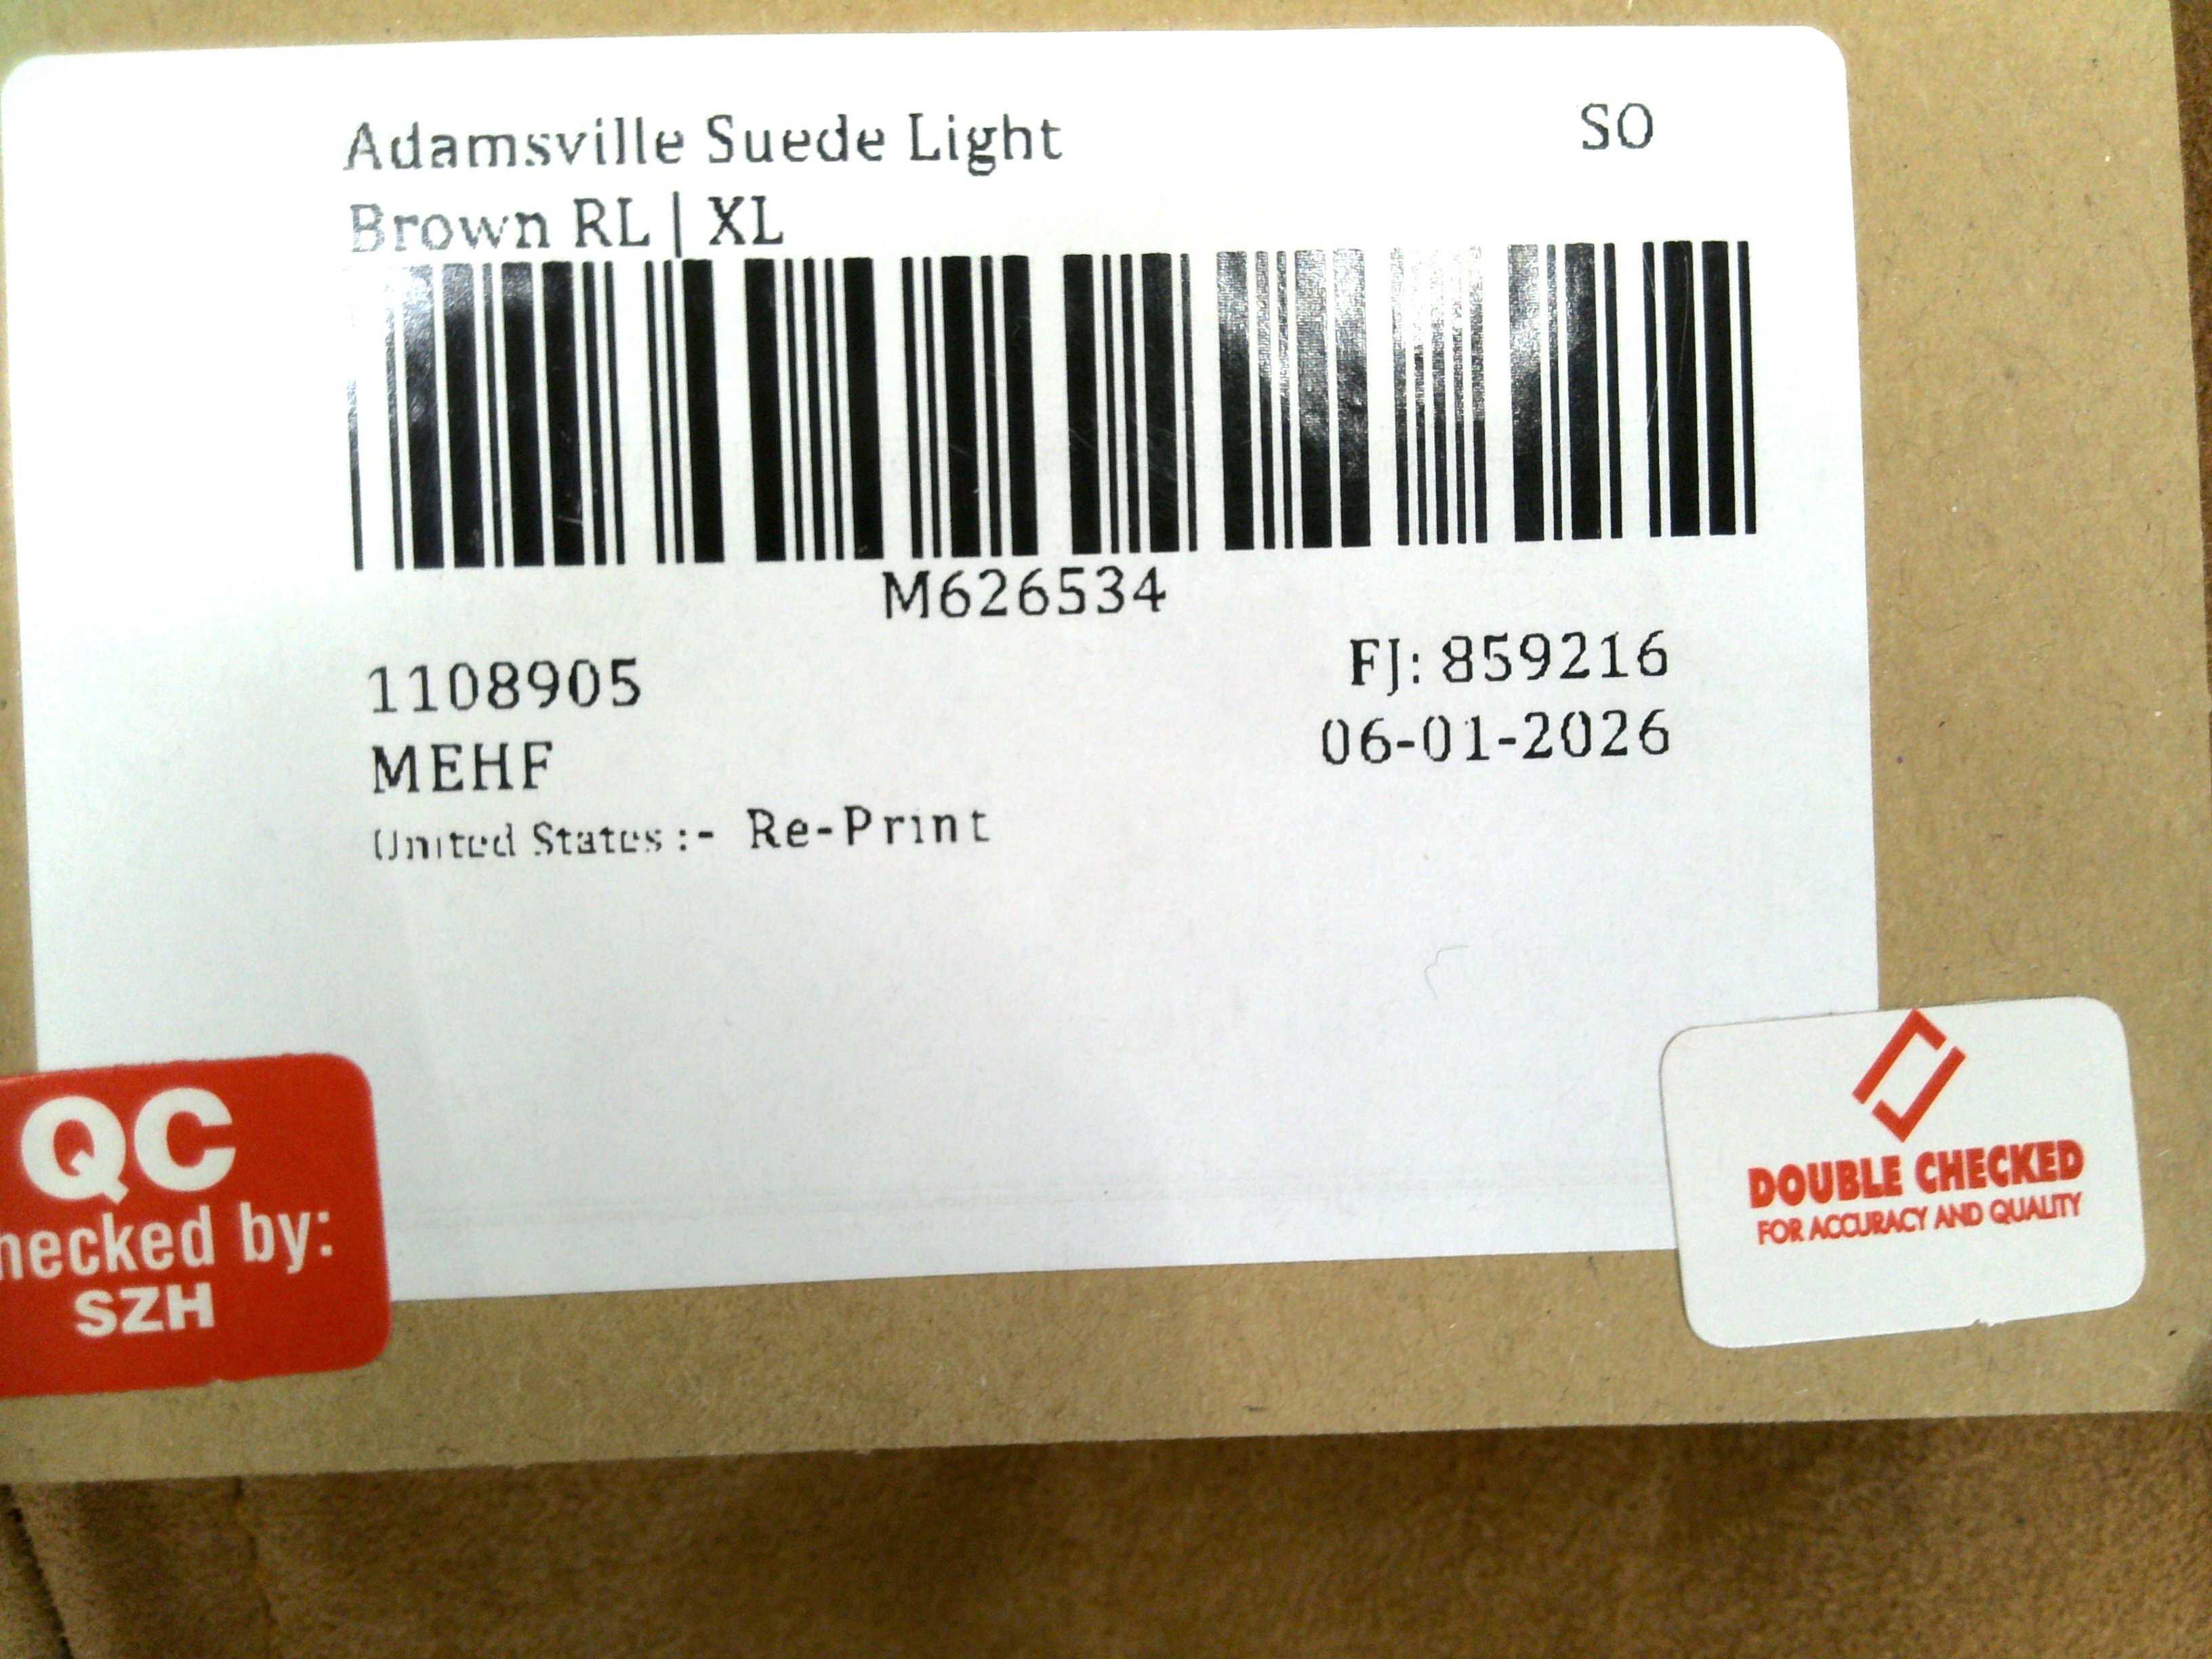 Adamsville Suede Light
Brown RL | XL
SO
M626534
1108905
FJ: 859216
MEHF
06-01-2026
United States :- Re-Print
QC
hecked by:
SZH
DOUBLE CHECKED
FOR ACCURACY AND QUALITY